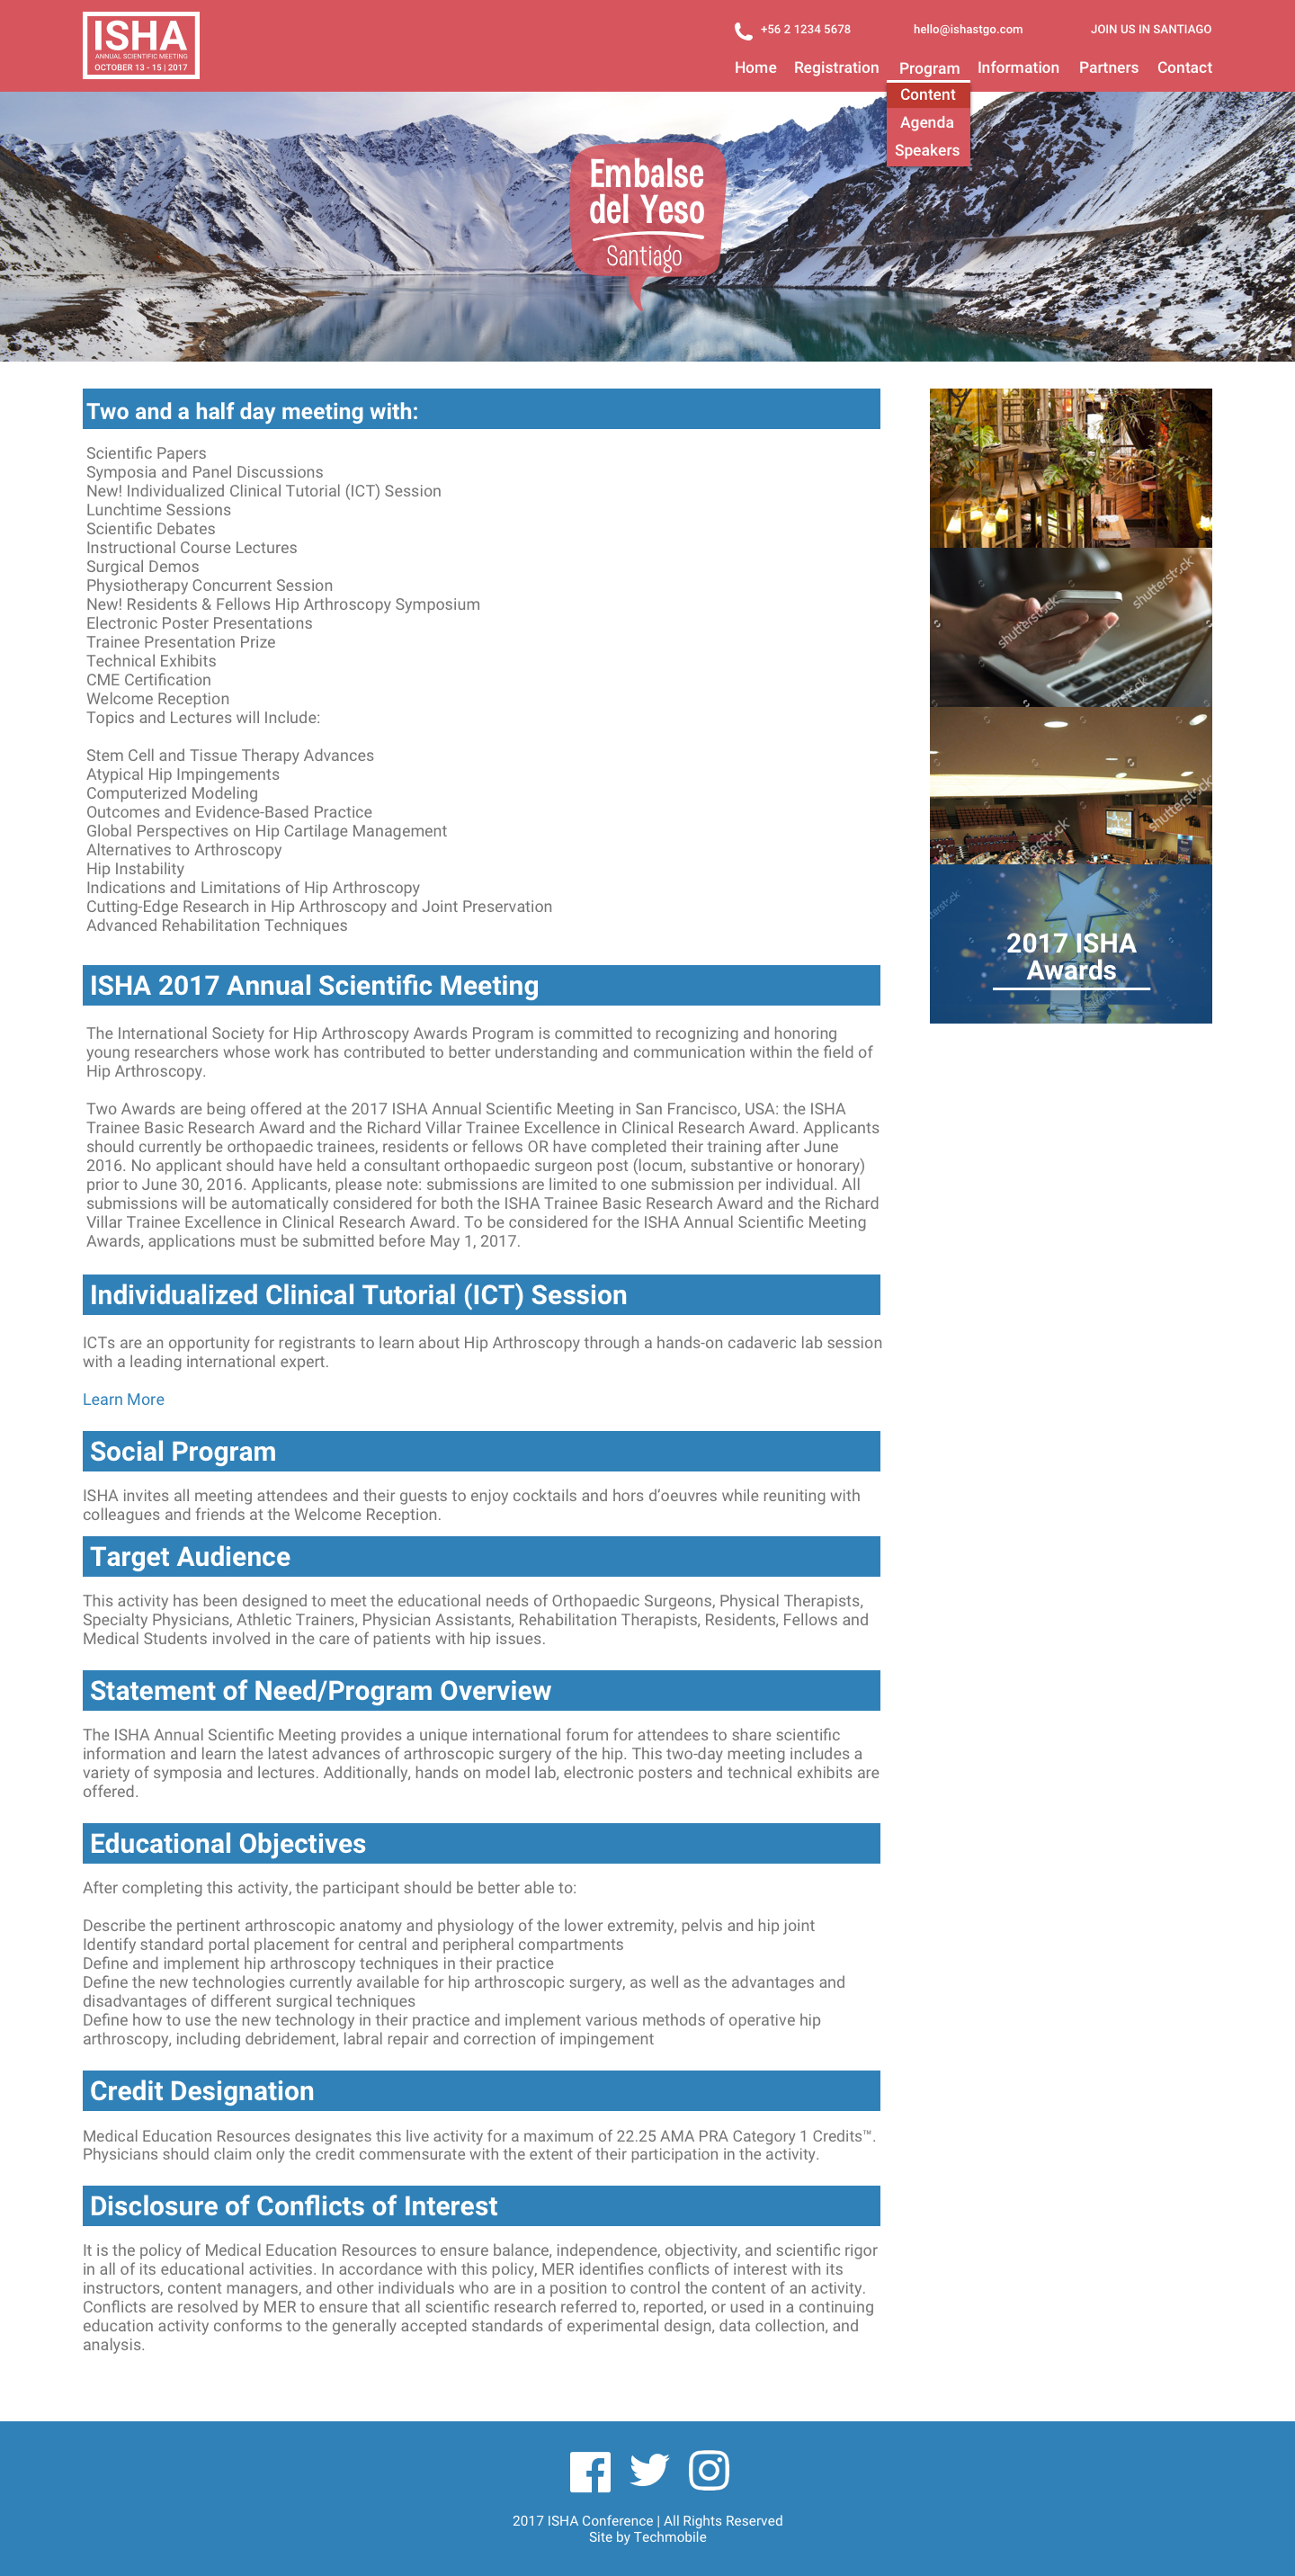 ISHA
ANNUAL SCIENTIFIC MEETING
OCTOBER 13 - 15 | 2017
+56 2 1234 5678
hello@ishastgo.com
JOIN US IN SANTIAGO
Home
Registration
Program
Information
Partners
Contact
Content
Agenda
Speakers
Embalse
del Yeso
Santiago
Two and a half day meeting with:
Scientific Papers
Symposia and Panel Discussions
New! Individualized Clinical Tutorial (ICT) Session
Lunchtime Sessions
Scientific Debates
Instructional Course Lectures
Surgical Demos
Physiotherapy Concurrent Session
New! Residents & Fellows Hip Arthroscopy Symposium
Electronic Poster Presentations
Trainee Presentation Prize
Technical Exhibits
CME Certification
Welcome Reception
Topics and Lectures will Include:
Stem Cell and Tissue Therapy Advances
Atypical Hip Impingements
Computerized Modeling
Outcomes and Evidence-Based Practice
Global Perspectives on Hip Cartilage Management
Alternatives to Arthroscopy
Hip Instability
Indications and Limitations of Hip Arthroscopy
Cutting-Edge Research in Hip Arthroscopy and Joint Preservation
Advanced Rehabilitation Techniques
shutterstock
shutterstock
shutterstock
shutterstock
2017 ISHA
Awards
ISHA 2017 Annual Scientific Meeting
The International Society for Hip Arthroscopy Awards Program is committed to recognizing and honoring
young researchers whose work has contributed to better understanding and communication within the field of
Hip Arthroscopy.
Two Awards are being offered at the 2017 ISHA Annual Scientific Meeting in San Francisco, USA: the ISHA
Trainee Basic Research Award and the Richard Villar Trainee Excellence in Clinical Research Award. Applicants
should currently be orthopaedic trainees, residents or fellows OR have completed their training after June
2016. No applicant should have held a consultant orthopaedic surgeon post (locum, substantive or honorary)
prior to June 30, 2016. Applicants, please note: submissions are limited to one submission per individual. All
submissions will be automatically considered for both the ISHA Trainee Basic Research Award and the Richard
Villar Trainee Excellence in Clinical Research Award. To be considered for the ISHA Annual Scientific Meeting
Awards, applications must be submitted before May 1, 2017.
Individualized Clinical Tutorial (ICT) Session
ICTs are an opportunity for registrants to learn about Hip Arthroscopy through a hands-on cadaveric lab session
with a leading international expert.
Learn More
Social Program
ISHA invites all meeting attendees and their guests to enjoy cocktails and hors d’oeuvres while reuniting with
colleagues and friends at the Welcome Reception.
Target Audience
This activity has been designed to meet the educational needs of Orthopaedic Surgeons, Physical Therapists,
Specialty Physicians, Athletic Trainers, Physician Assistants, Rehabilitation Therapists, Residents, Fellows and
Medical Students involved in the care of patients with hip issues.
Statement of Need/Program Overview
The ISHA Annual Scientific Meeting provides a unique international forum for attendees to share scientific
information and learn the latest advances of arthroscopic surgery of the hip. This two-day meeting includes a
variety of symposia and lectures. Additionally, hands on model lab, electronic posters and technical exhibits are
offered.
Educational Objectives
After completing this activity, the participant should be better able to:
Describe the pertinent arthroscopic anatomy and physiology of the lower extremity, pelvis and hip joint
Identify standard portal placement for central and peripheral compartments
Define and implement hip arthroscopy techniques in their practice
Define the new technologies currently available for hip arthroscopic surgery, as well as the advantages and
disadvantages of different surgical techniques
Define how to use the new technology in their practice and implement various methods of operative hip
arthroscopy, including debridement, labral repair and correction of impingement
Credit Designation
Medical Education Resources designates this live activity for a maximum of 22.25 AMA PRA Category 1 Credits™.
Physicians should claim only the credit commensurate with the extent of their participation in the activity.
Disclosure of Conflicts of Interest
It is the policy of Medical Education Resources to ensure balance, independence, objectivity, and scientific rigor
in all of its educational activities. In accordance with this policy, MER identifies conflicts of interest with its
instructors, content managers, and other individuals who are in a position to control the content of an activity.
Conflicts are resolved by MER to ensure that all scientific research referred to, reported, or used in a continuing
education activity conforms to the generally accepted standards of experimental design, data collection, and
analysis.
2017 ISHA Conference | All Rights Reserved
Site by Techmobile